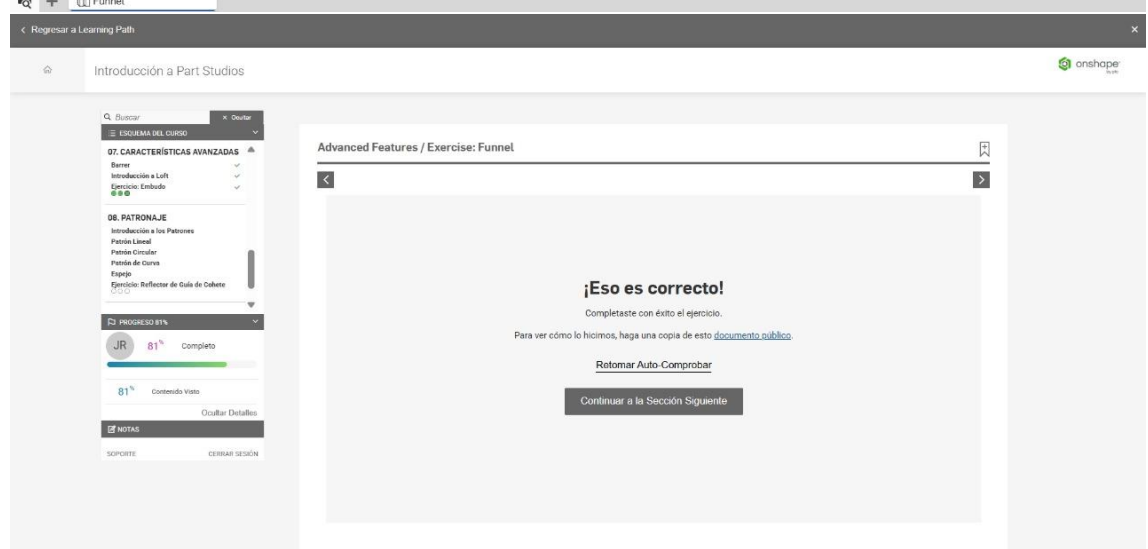 Funnel
Regresar a Learning Path
Introducción a Part Studios
onshape
Buscar
× Ocultar
ESQUEMA DEL CURSO
07. CARACTERÍSTICAS AVANZADAS
Barrer
Introducción a Loft
Ejercicio: Embudo
08. PATRONAJE
Introducción a los Patrones
Patrón Lineal
Patrón Circular
Patrón de Curva
Espejo
Ejercicio: Reflector de Guía de Cohete
PROGRESO 81%
JR 81% Completo
81% Contenido Visto
Ocultar Detalles
NOTAS
SOPORTE CERRAR SESIÓN
Advanced Features / Exercise: Funnel
¡Eso es correcto!
Completaste con éxito el ejercicio.
Para ver cómo lo hicimos, haga una copia de esto documento público.
Retomar Auto-Comprobar
Continuar a la Sección Siguiente